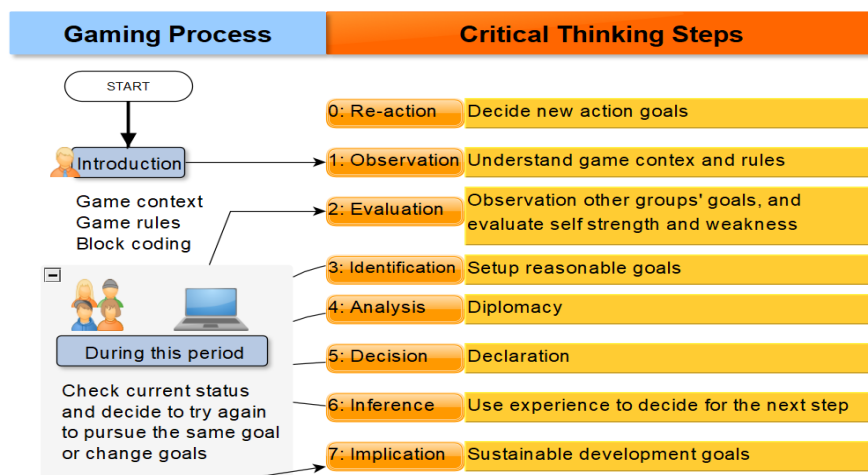 Gaming Process
Critical Thinking Steps
START
0: Re-action
Decide new action goals
Introduction
1: Observation
Understand game contex and rules
Game context
Game rules
Block coding
2: Evaluation
Observation other groups' goals, and
evaluate self strength and weakness
3: Identification
Setup reasonable goals
4: Analysis
Diplomacy
During this period
5: Decision
Declaration
Check current status
and decide to try again
to pursue the same goal
or change goals
6: Inference
Use experience to decide for the next step
7: Implication
Sustainable development goals